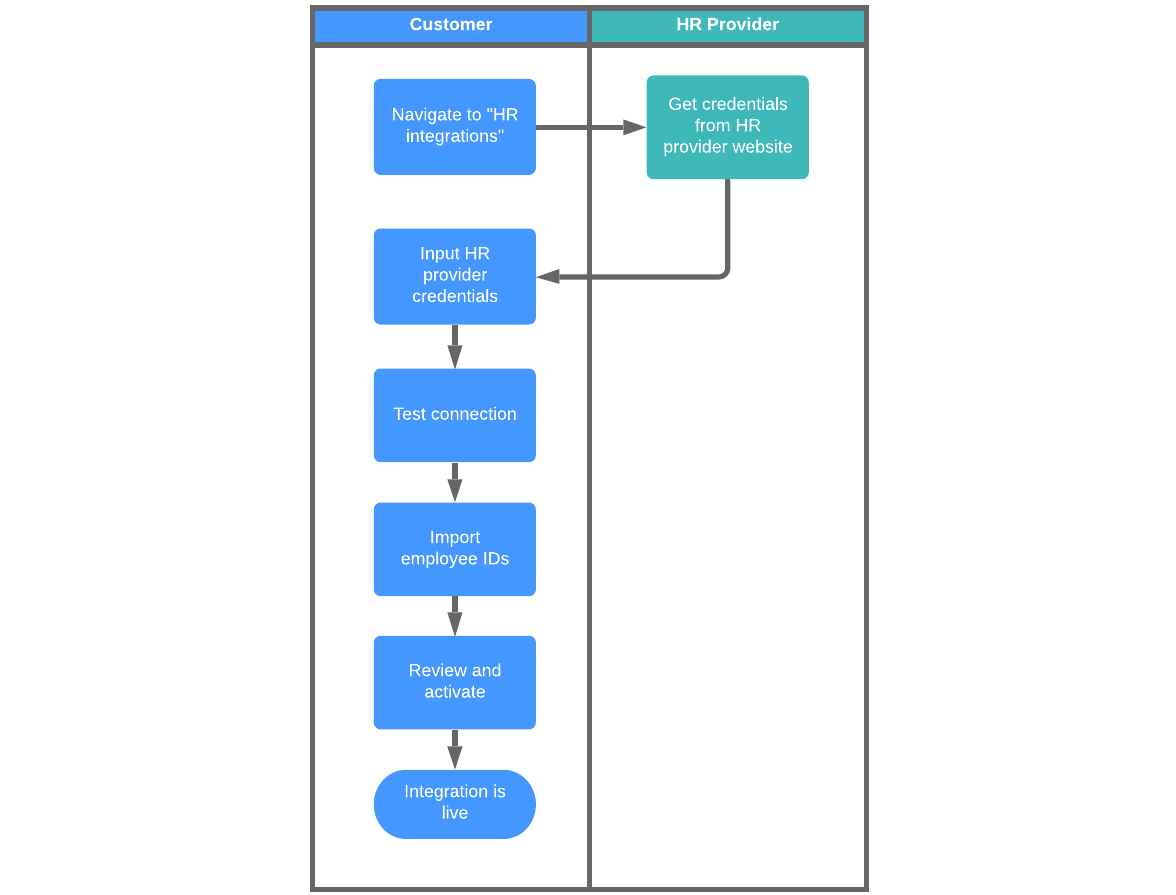 Customer
HR Provider
Navigate to "HR
integrations"
Get credentials
from HR
provider website
Input HR
provider
credentials
Test connection
Import
employee IDs
Review and
activate
Integration is
live